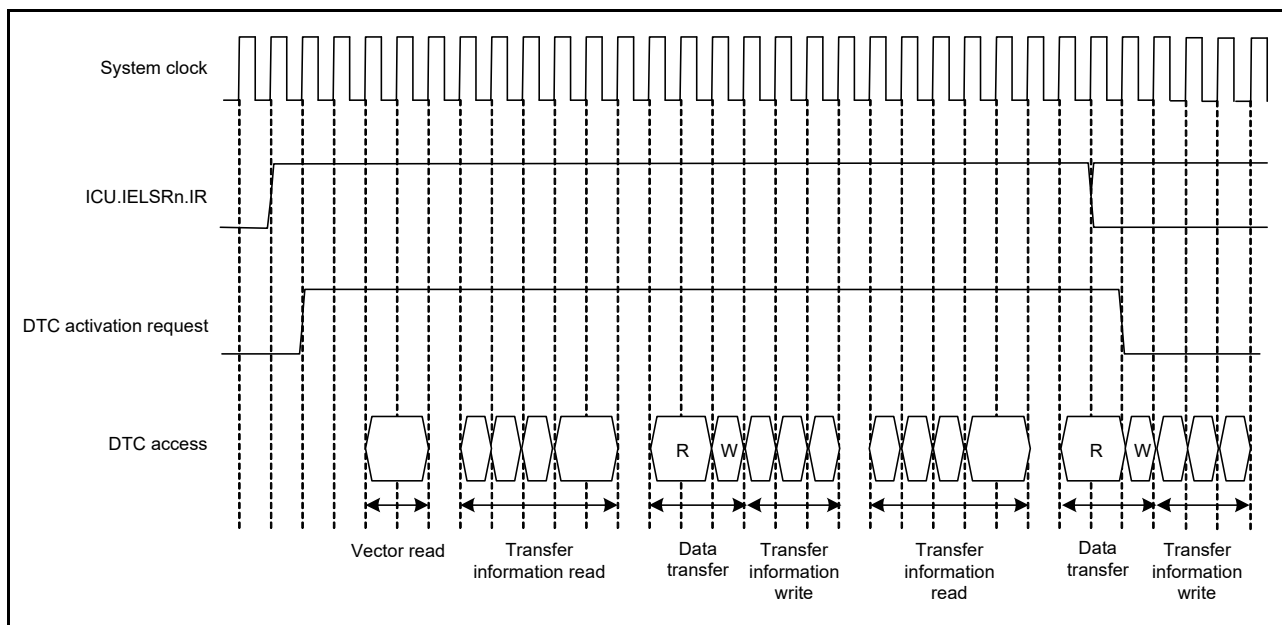 System clock
ICU.IELSRn.IR
DTC activation request
DTC access
R
W
R
W
Vector read
Transfer
information read
Data
transfer
Transfer
information
write
Transfer
information
read
Data
transfer
Transfer
information
write